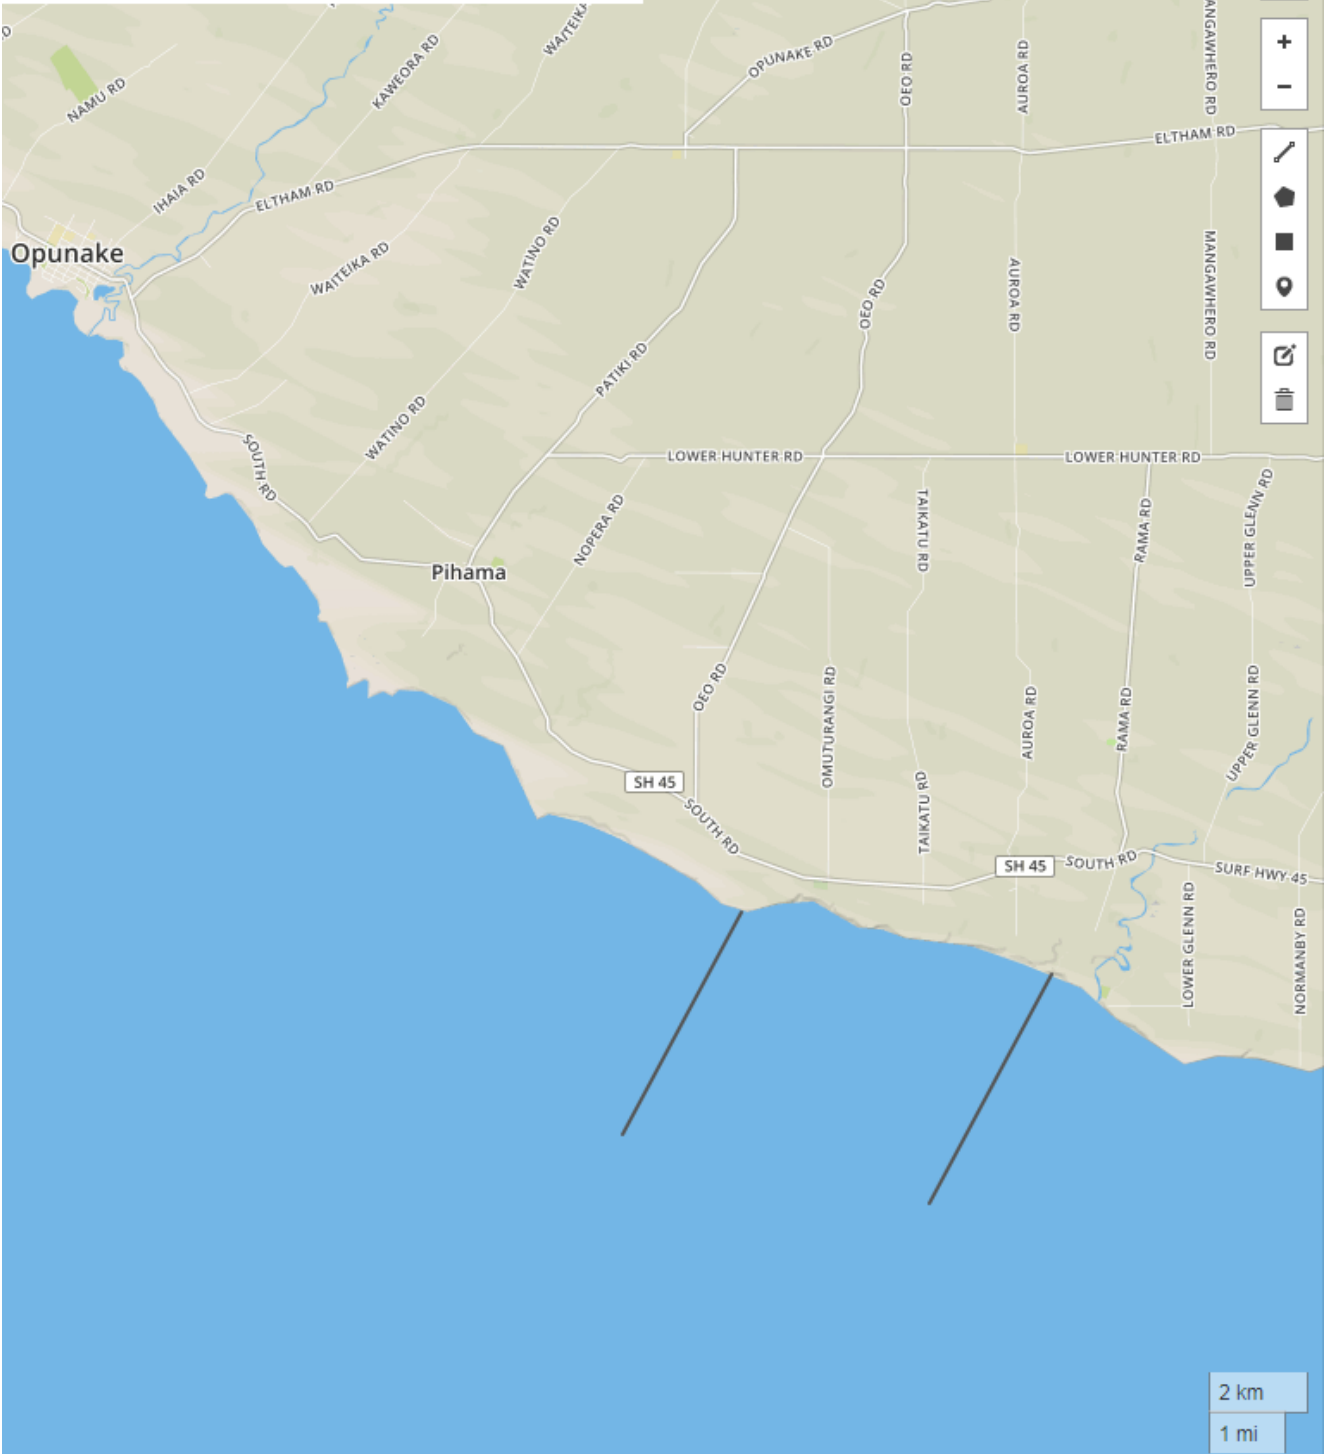 WAITEIKA
ANGAWHERO RD
OPUNAKE RD
KAWEORA RD
OEO RD
AUROA RD
NAMU RD
ELTHAM RD
IHAIA RD
ELTHAM RD
Opunake
WAITEIKA RD
WATINO RD
OEO RD
AUROA RD
MANGAWHERO RD
PATIKI RD
WATINO RD
SOUTH RD
LOWER HUNTER RD
LOWER HUNTER RD
NOPERA RD
TAIKATU RD
RAMA RD
UPPER GLENN RD
Pihama
OEO RD
OMUTURANGI RD
AUROA RD
RAMA RD
UPPER GLENN RD
SH 45
SOUTH RD
TAIKATU RD
SH 45
SOUTH RD
SURF HWY 45
LOWER GLENN RD
NORMANBY RD
2 km
1 mi